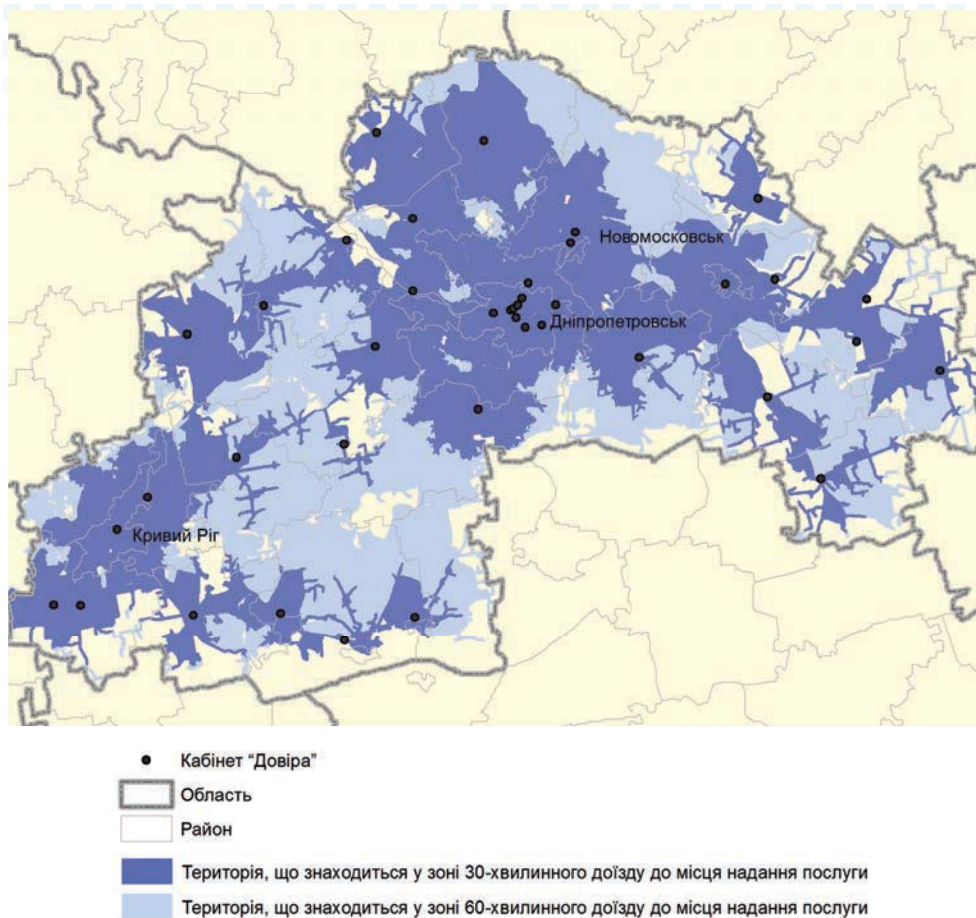 Новомосковськ
Дніпропетровськ
Кривий Ріг
Кабінет “Довіра”
Область
Район
Територія, що знаходиться у зоні 30-хвилинного доїзду до місця надання послуги
Територія, що знаходиться у зоні 60-хвилинного доїзду до місця надання послуги